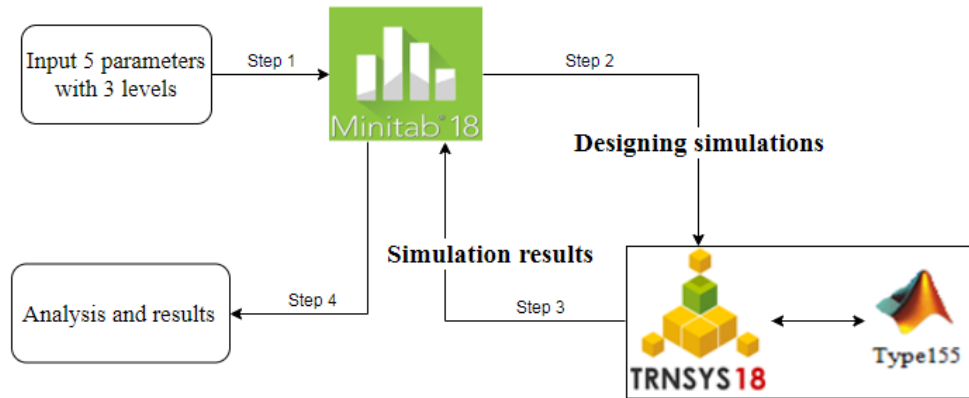 Input 5 parameters
with 3 levels
Step 1
Minitab® 18
Step 2
Designing simulations
Simulation results
Analysis and results
Step 4
Step 3
TRNSYS 18
Type155